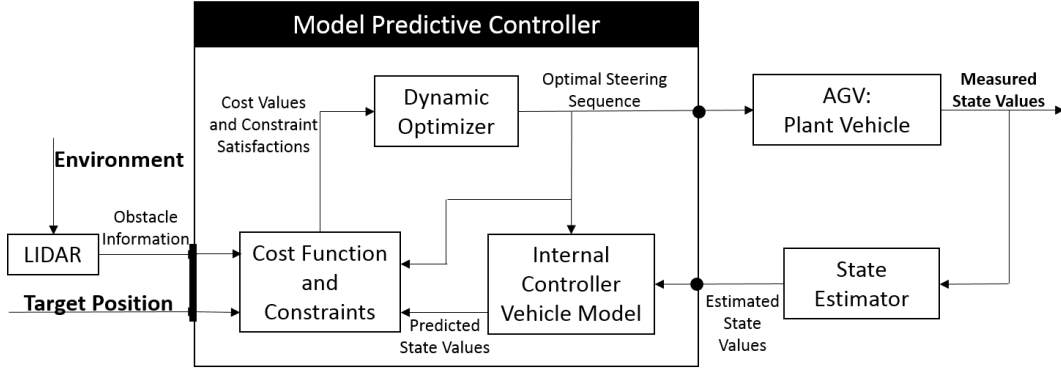 Model Predictive Controller
Cost Values
and Constraint
Satisfactions
Dynamic
Optimizer
Optimal Steering
Sequence
AGV:
Plant Vehicle
Measured
State Values
Environment
Obstacle
Information
LIDAR
Target Position
Cost Function
and
Constraints
Predicted
State Values
Internal
Controller
Vehicle Model
Estimated
State
Values
State
Estimator